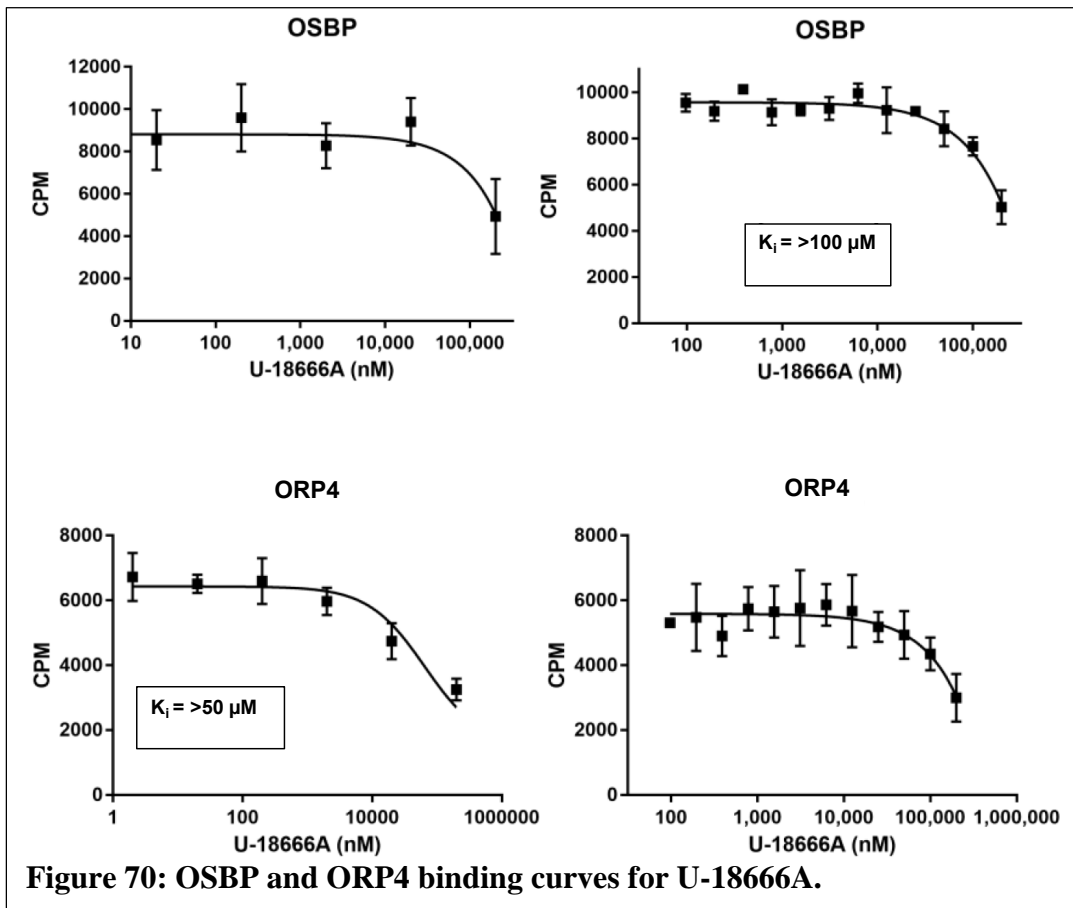 OSBP
12000
10000
8000
6000
4000
2000
0
CPM
10 100 1,000 10,000 100,000
U-18666A (nM)
OSBP
10000
8000
6000
4000
2000
0
CPM
K_i = >100 µM
100 1,000 10,000 100,000
U-18666A (nM)
ORP4
8000
6000
4000
2000
0
CPM
K_i = >50 µM
1 100 10000 1000000
U-18666A (nM)
ORP4
8000
6000
4000
2000
0
CPM
100 1,000 10,000 100,000 1,000,000
U-18666A (nM)
Figure 70: OSBP and ORP4 binding curves for U-18666A.